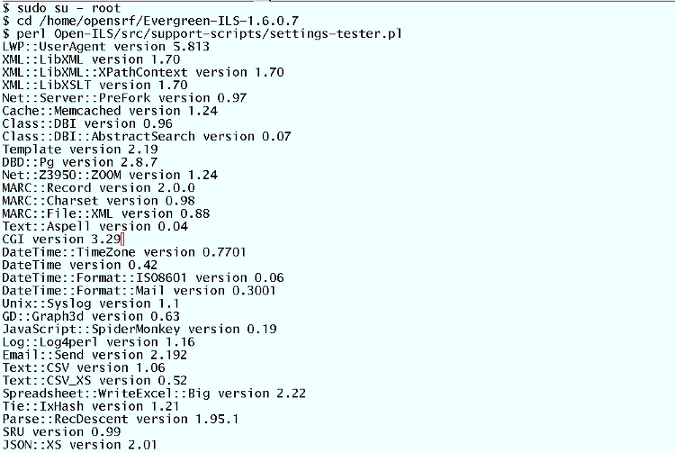 $ sudo su - root
$ cd /home/opensrf/Evergreen-ILS-1.6.0.7
$ perl Open-ILS/src/support-scripts/settings-tester.pl
LWP::UserAgent version 5.813
XML::LibXML version 1.70
XML::LibXML::XPathContext version 1.70
XML::LibXSLT version 1.70
Net::Server::PreFork version 0.97
Cache::Memcached version 1.24
Class::DBI version 0.96
Class::DBI::AbstractSearch version 0.07
Template version 2.19
DBD::Pg version 2.8.7
Net::Z3950::ZOOM version 1.24
MARC::Record version 2.0.0
MARC::Charset version 0.98
MARC::File::XML version 0.88
Text::Aspell version 0.04
CGI version 3.29
DateTime::TimeZone version 0.7701
DateTime version 0.42
DateTime::Format::ISO8601 version 0.06
DateTime::Format::Mail version 0.3001
Unix::Syslog version 1.1
GD::Graph3d version 0.63
JavaScript::SpiderMonkey version 0.19
Log::Log4perl version 1.16
Email::Send version 2.192
Text::CSV version 1.06
Text::CSV_XS version 0.52
Spreadsheet::WriteExcel::Big version 2.22
Tie::IxHash version 1.21
Parse::RecDescent version 1.95.1
SRU version 0.99
JSON::XS version 2.01